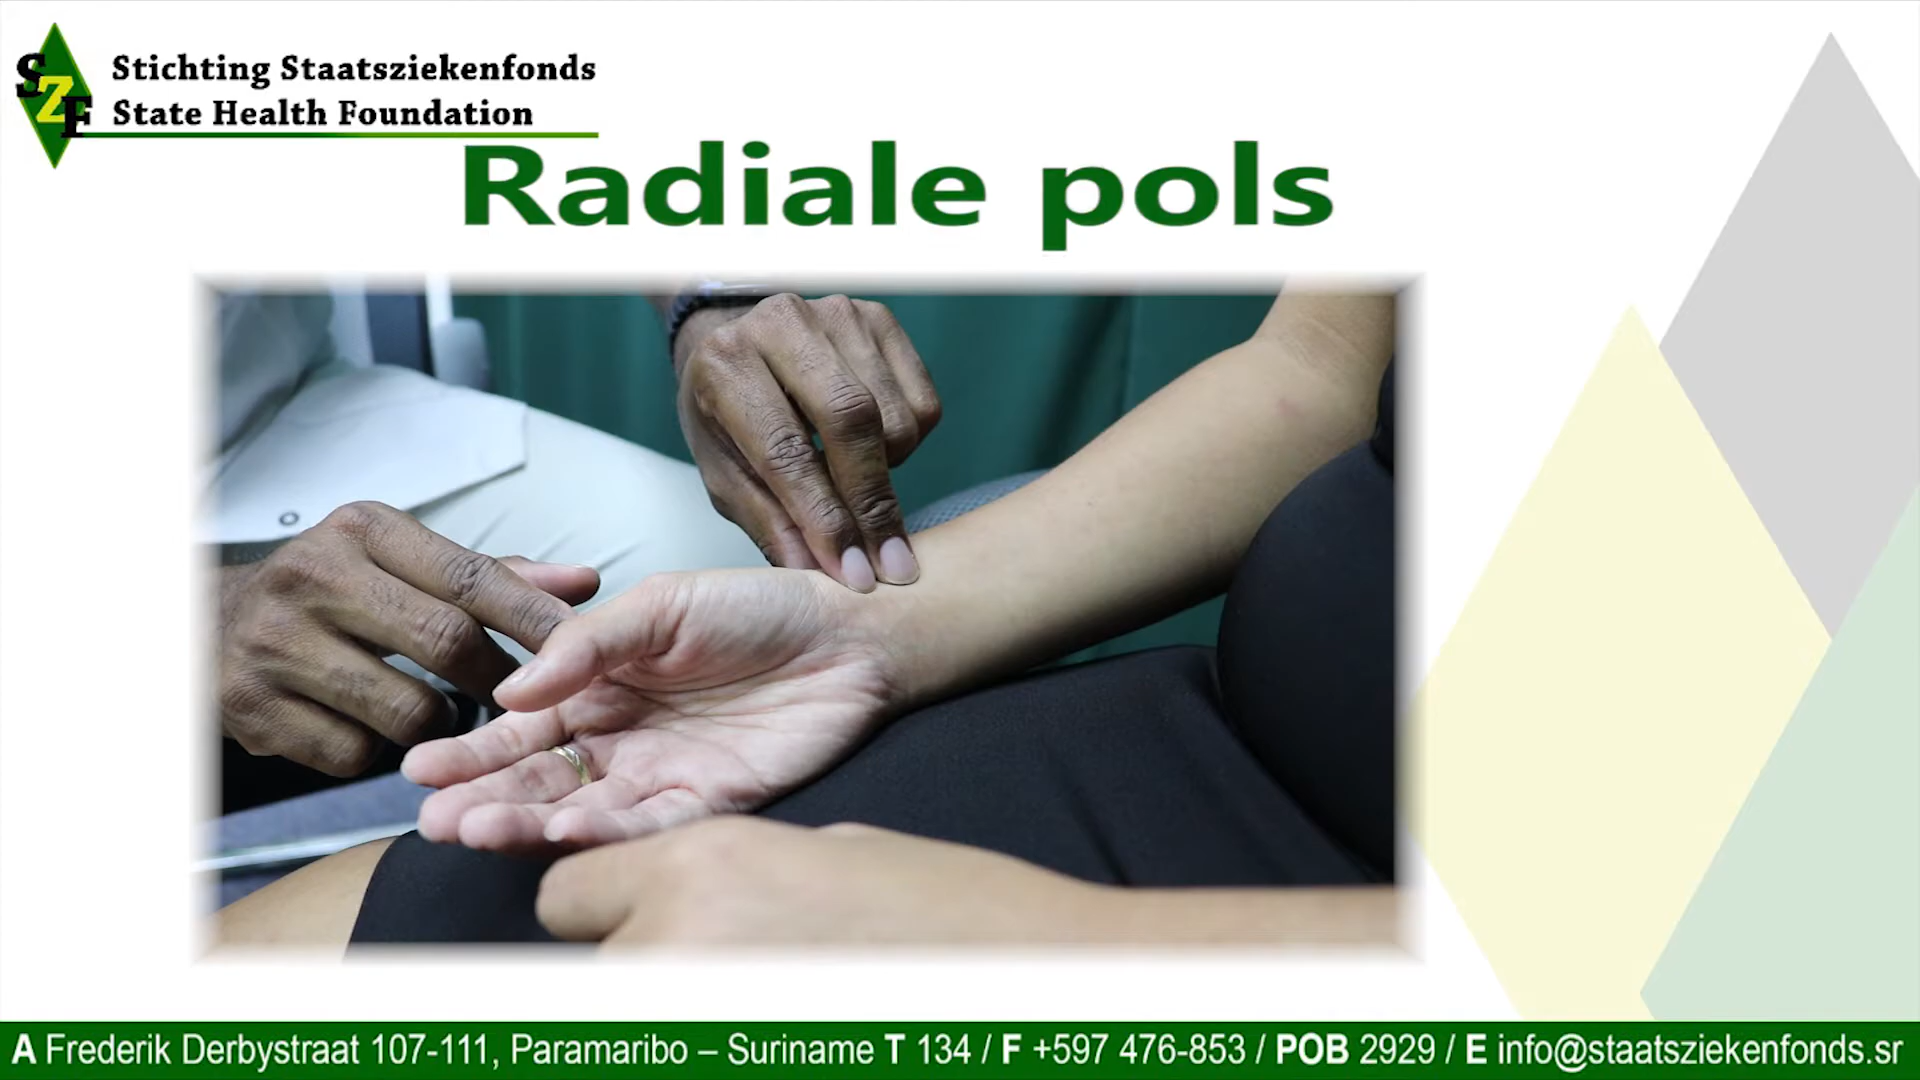 SZF
Stichting Staatsziekenfonds
State Health Foundation
Radiale pols
A Frederik Derbystraat 107-111, Paramaribo – Suriname T 134 / F +597 476-853 / POB 2929 / E info@staatsziekenfonds.sr